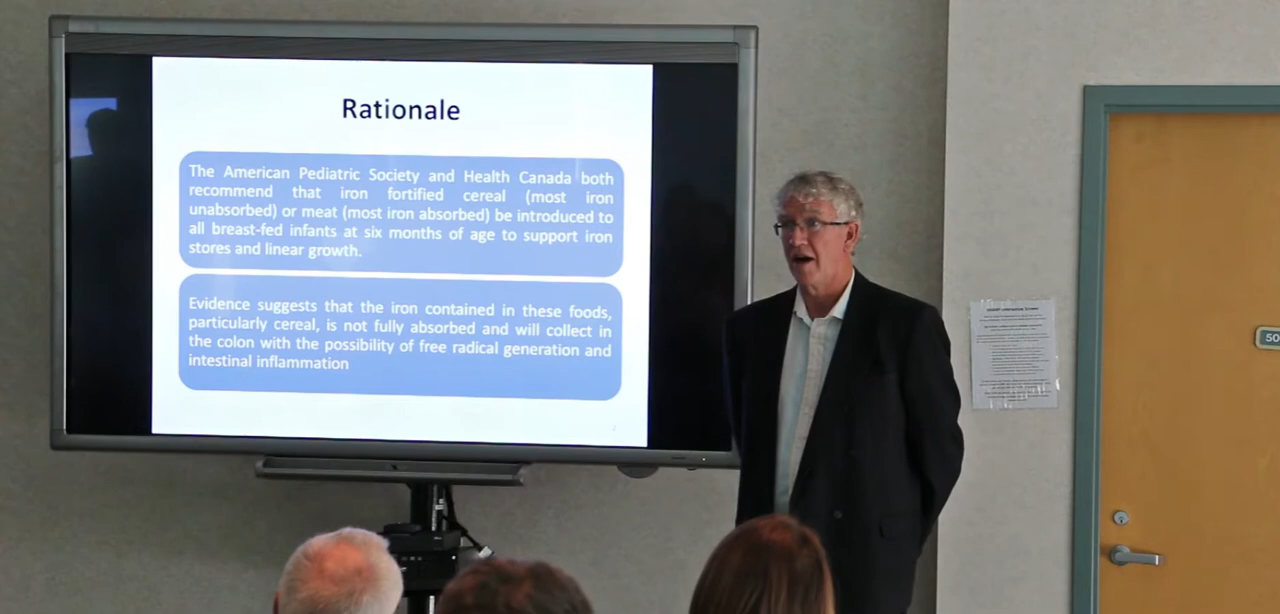 Rationale
The American Pediatric Society and Health Canada both
recommend that iron fortified cereal (most iron
unabsorbed) or meat (most iron absorbed) be introduced to
all breast-fed infants at six months of age to support iron
stores and linear growth.
Evidence suggests that the iron contained in these foods,
particularly cereal, is not fully absorbed and will collect in
the colon with the possibility of free radical generation and
intestinal inflammation
50